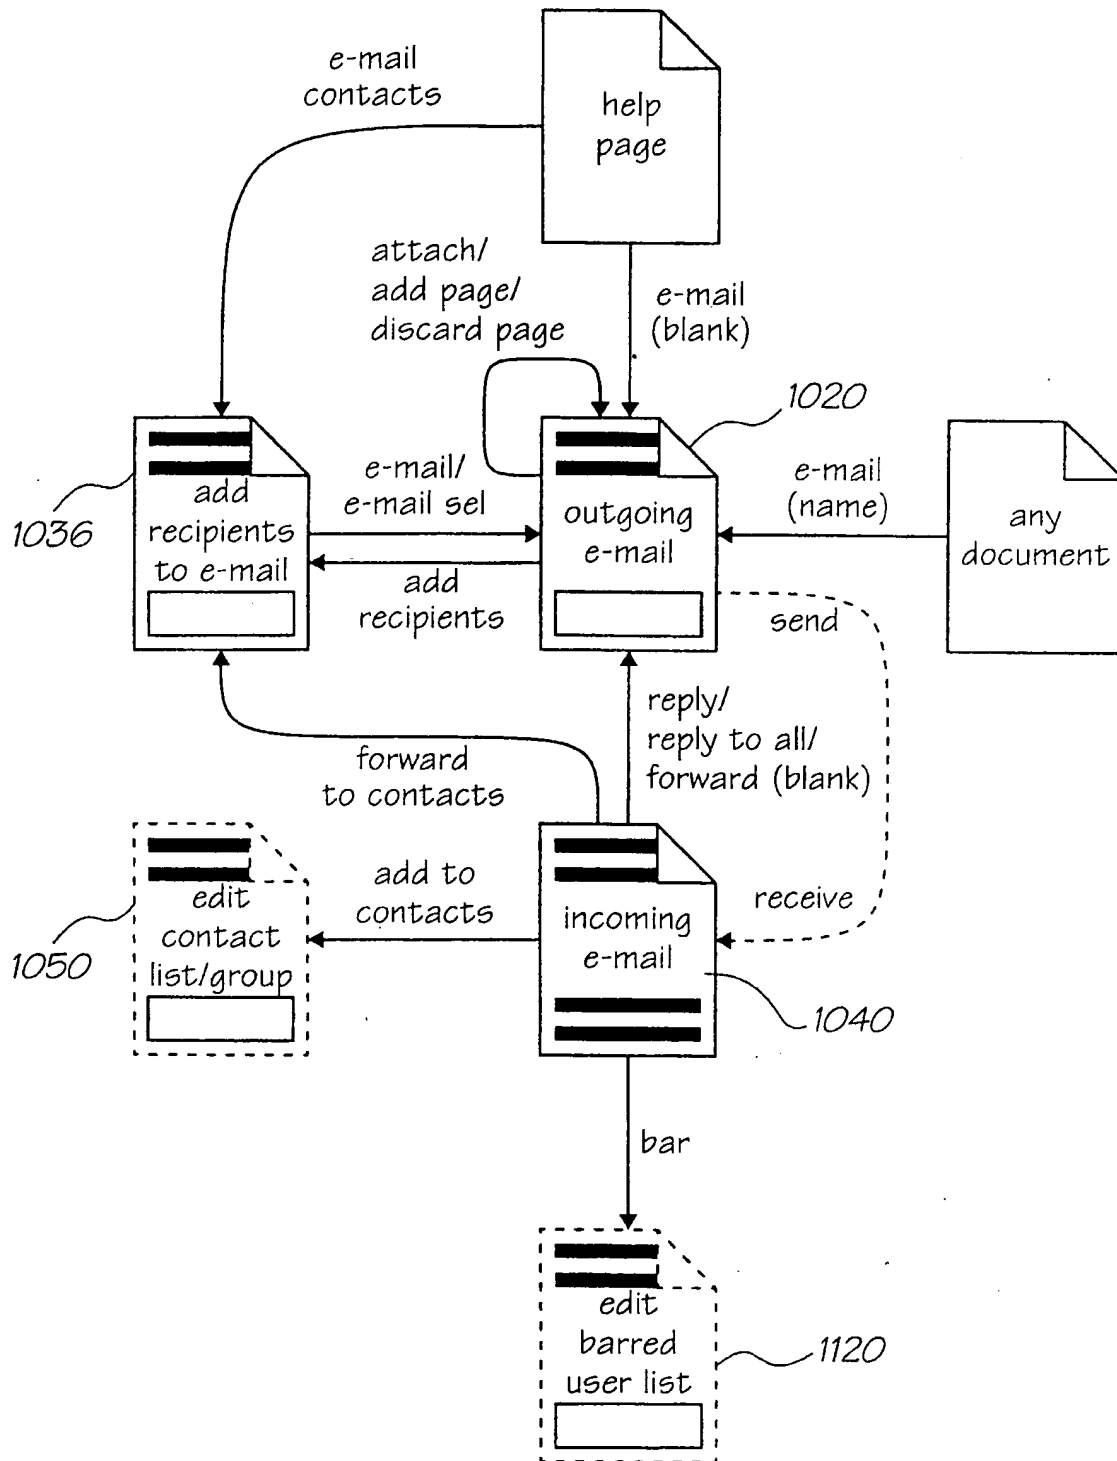 e-mail
contacts
help
page
attach/
add page/
discard page
e-mail
(blank)
1020
1036
add
recipients
to e-mail
e-mail/
e-mail sel
add
recipients
outgoing
e-mail
e-mail
(name)
any
document
send
reply/
reply to all/
forward (blank)
forward
to contacts
1050
edit
contact
list/group
add to
contacts
incoming
e-mail
receive
1040
bar
edit
barred
user list
1120